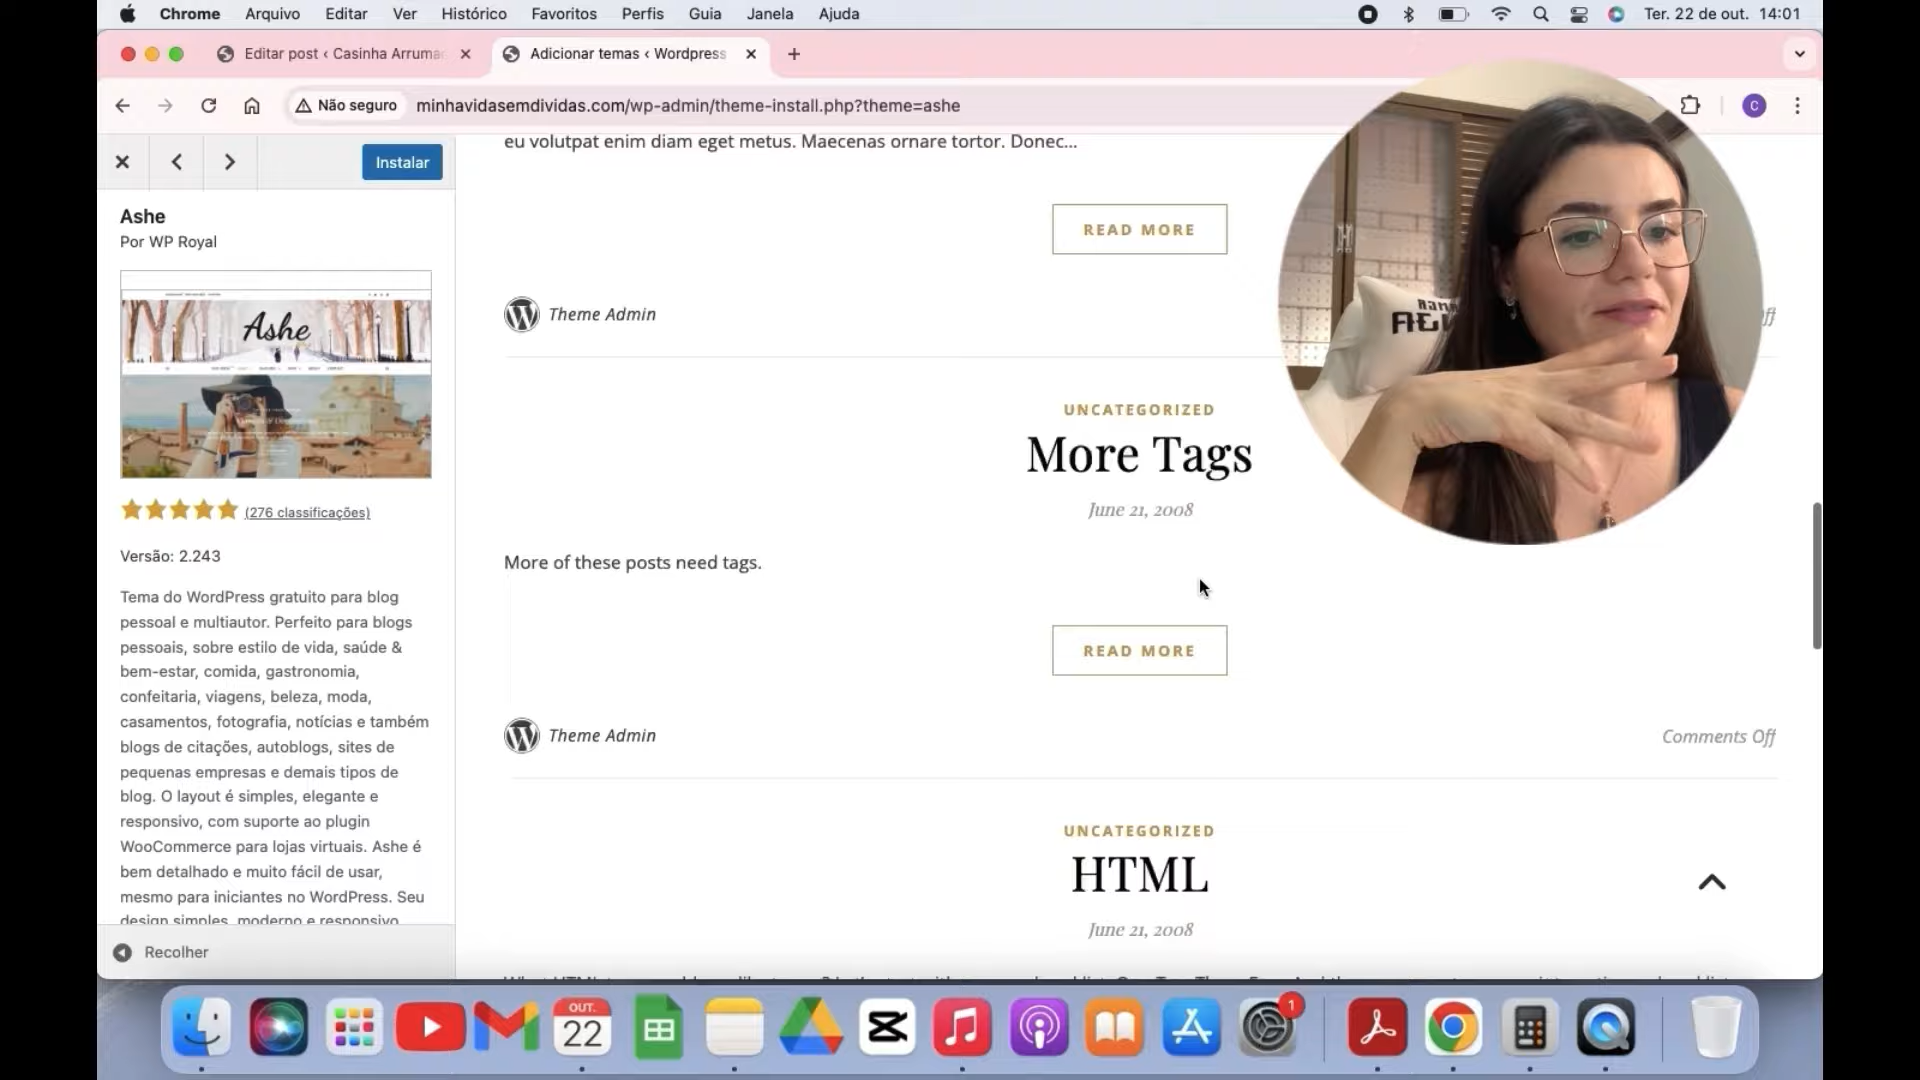 Chrome Arquivo Editar Ver Histórico Favoritos Perfis Guia Janela Ajuda
Ter. 22 de out. 14:01
Editar post ‹ Casinha Arruma
Adicionar temas ‹ Wordpress
Não seguro
minhavidasemdividas.com/wp-admin/theme-install.php?theme=ashe
C
Instalar
Ashe
Por WP Royal
Ashe
(276 classificações)
Versão: 2.243
Tema do WordPress gratuito para blog
pessoal e multiautor. Perfeito para blogs
pessoais, sobre estilo de vida, saúde &
bem-estar, comida, gastronomia,
confeitaria, viagens, beleza, moda,
casamentos, fotografia, notícias e também
blogs de citações, autoblogs, sites de
pequenas empresas e demais tipos de
blog. O layout é simples, elegante e
responsivo, com suporte ao plugin
WooCommerce para lojas virtuais. Ashe é
bem detalhado e muito fácil de usar,
mesmo para iniciantes no WordPress. Seu
design simples, moderno e responsivo
Recolher
eu volutpat enim diam eget metus. Maecenas ornare tortor. Donec...
READ MORE
Theme Admin
UNCATEGORIZED
More Tags
June 21, 2008
More of these posts need tags.
READ MORE
Theme Admin
Comments Off
UNCATEGORIZED
HTML
June 21, 2008
OUT.
22
1